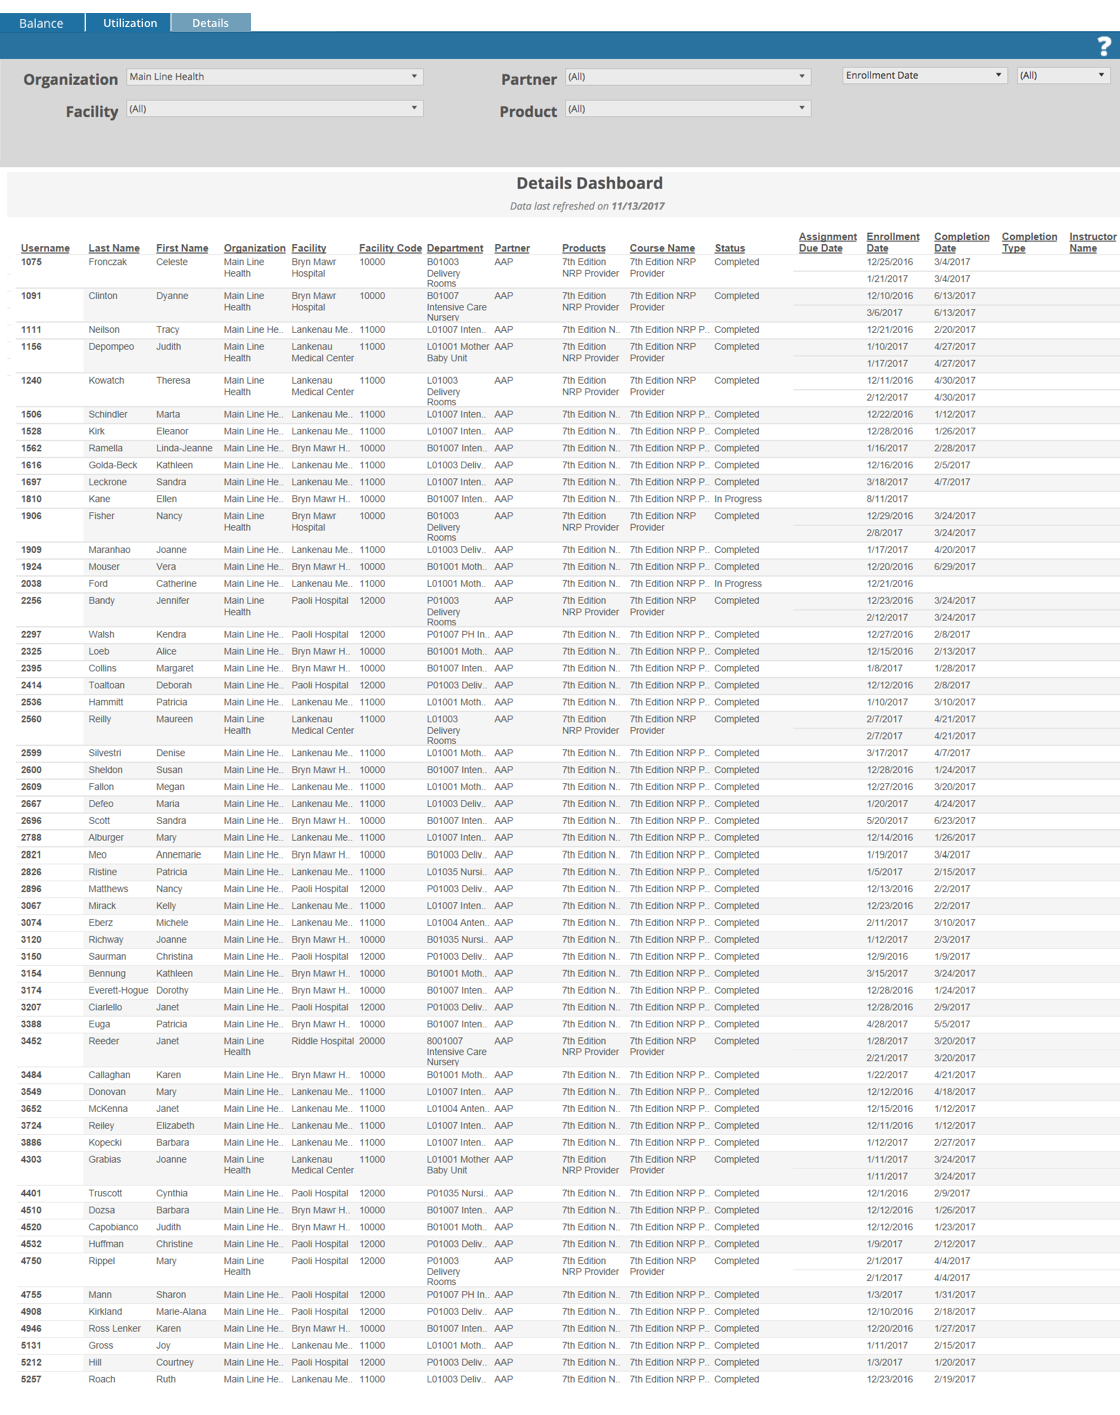 Balance Utilization Details
?
Organization Main Line Health Partner (All) Enrollment Date (All)
Facility (All) Product (All)
Details Dashboard
Data last refreshed on 11/13/2017
Username Last Name First Name Organization Facility Facility Code Department Partner Products Course Name Status Assignment Due Date Enrollment Date Completion Date Completion Type Instructor Name
1075 Fronczak Celeste Main Line Health Bryn Mawr Hospital 10000 B01003 Delivery Rooms AAP 7th Edition NRP Provider 7th Edition NRP Provider Completed 12/25/2016 3/4/2017
1/21/2017 3/4/2017
1091 Clinton Dyanne Main Line Health Bryn Mawr Hospital 10000 B01007 Intensive Care Nursery AAP 7th Edition NRP Provider 7th Edition NRP Provider Completed 12/10/2016 6/13/2017
3/6/2017 6/13/2017
1111 Neilson Tracy Main Line He.. Lankenau Me.. 11000 L01007 Inten.. AAP 7th Edition N.. 7th Edition NRP P.. Completed 12/21/2016 2/20/2017
1156 Depompeo Judith Main Line Health Lankenau Medical Center 11000 L01001 Mother Baby Unit AAP 7th Edition NRP Provider 7th Edition NRP Provider Completed 1/10/2017 4/27/2017
1/17/2017 4/27/2017
1240 Kowatch Theresa Main Line Health Lankenau Medical Center 11000 L01003 Delivery Rooms AAP 7th Edition NRP Provider 7th Edition NRP Provider Completed 12/11/2016 4/30/2017
2/12/2017 4/30/2017
1506 Schindler Marta Main Line He.. Lankenau Me.. 11000 L01007 Inten.. AAP 7th Edition N.. 7th Edition NRP P.. Completed 12/22/2016 1/12/2017
1528 Kirk Eleanor Main Line He.. Lankenau Me.. 11000 L01007 Inten.. AAP 7th Edition N.. 7th Edition NRP P.. Completed 12/28/2016 1/26/2017
1562 Ramella Linda-Jeanne Main Line He.. Bryn Mawr H.. 10000 B01007 Inten.. AAP 7th Edition N.. 7th Edition NRP P.. Completed 1/16/2017 2/28/2017
1616 Golda-Beck Kathleen Main Line He.. Lankenau Me.. 11000 L01003 Deliv.. AAP 7th Edition N.. 7th Edition NRP P.. Completed 12/16/2016 2/5/2017
1697 Leckrone Sandra Main Line He.. Lankenau Me.. 11000 L01007 Inten.. AAP 7th Edition N.. 7th Edition NRP P.. Completed 3/18/2017 4/7/2017
1810 Kane Ellen Main Line He.. Bryn Mawr H.. 10000 B01007 Inten.. AAP 7th Edition N.. 7th Edition NRP P.. In Progress 8/11/2017
1906 Fisher Nancy Main Line Health Bryn Mawr Hospital 10000 B01003 Delivery Rooms AAP 7th Edition NRP Provider 7th Edition NRP Provider Completed 12/29/2016 3/24/2017
2/8/2017 3/24/2017
1909 Maranhao Joanne Main Line He.. Lankenau Me.. 11000 L01003 Deliv.. AAP 7th Edition N.. 7th Edition NRP P.. Completed 1/17/2017 4/20/2017
1924 Mouser Vera Main Line He.. Bryn Mawr H.. 10000 B01001 Moth.. AAP 7th Edition N.. 7th Edition NRP P.. Completed 12/20/2016 6/29/2017
2038 Ford Catherine Main Line He.. Lankenau Me.. 11000 L01001 Moth.. AAP 7th Edition N.. 7th Edition NRP P.. In Progress 12/21/2016
2256 Bandy Jennifer Main Line Health Paoli Hospital 12000 P01003 Delivery Rooms AAP 7th Edition NRP Provider 7th Edition NRP Provider Completed 12/23/2016 3/24/2017
2/12/2017 3/24/2017
2297 Walsh Kendra Main Line He.. Paoli Hospital 12000 P01007 PH In.. AAP 7th Edition N.. 7th Edition NRP P.. Completed 12/27/2016 2/8/2017
2325 Loeb Alice Main Line He.. Bryn Mawr H.. 10000 B01001 Moth.. AAP 7th Edition N.. 7th Edition NRP P.. Completed 12/15/2016 2/13/2017
2395 Collins Margaret Main Line He.. Bryn Mawr H.. 10000 B01007 Inten.. AAP 7th Edition N.. 7th Edition NRP P.. Completed 1/8/2017 1/28/2017
2414 Toaltoan Deborah Main Line He.. Paoli Hospital 12000 P01003 Deliv.. AAP 7th Edition N.. 7th Edition NRP P.. Completed 12/12/2016 2/8/2017
2536 Hammitt Patricia Main Line He.. Lankenau Me.. 11000 L01001 Moth.. AAP 7th Edition N.. 7th Edition NRP P.. Completed 1/10/2017 3/10/2017
2560 Reilly Maureen Main Line Health Lankenau Medical Center 11000 L01003 Delivery Rooms AAP 7th Edition NRP Provider 7th Edition NRP Provider Completed 2/7/2017 4/21/2017
2/7/2017 4/21/2017
2599 Silvestri Denise Main Line He.. Lankenau Me.. 11000 L01001 Moth.. AAP 7th Edition N.. 7th Edition NRP P.. Completed 3/17/2017 4/7/2017
2600 Sheldon Susan Main Line He.. Bryn Mawr H.. 10000 B01007 Inten.. AAP 7th Edition N.. 7th Edition NRP P.. Completed 12/28/2016 1/24/2017
2609 Fallon Megan Main Line He.. Lankenau Me.. 11000 L01001 Moth.. AAP 7th Edition N.. 7th Edition NRP P.. Completed 12/27/2016 3/20/2017
2667 Defeo Maria Main Line He.. Lankenau Me.. 11000 L01003 Deliv.. AAP 7th Edition N.. 7th Edition NRP P.. Completed 1/20/2017 4/24/2017
2696 Scott Sandra Main Line He.. Bryn Mawr H.. 10000 B01007 Inten.. AAP 7th Edition N.. 7th Edition NRP P.. Completed 5/20/2017 6/23/2017
2788 Alburger Mary Main Line He.. Lankenau Me.. 11000 L01007 Inten.. AAP 7th Edition N.. 7th Edition NRP P.. Completed 12/14/2016 1/26/2017
2821 Meo Annemarie Main Line He.. Bryn Mawr H.. 10000 B01003 Deliv.. AAP 7th Edition N.. 7th Edition NRP P.. Completed 1/19/2017 3/4/2017
2826 Ristine Patricia Main Line He.. Lankenau Me.. 11000 L01035 Nursi.. AAP 7th Edition N.. 7th Edition NRP P.. Completed 1/5/2017 2/15/2017
2896 Matthews Nancy Main Line He.. Paoli Hospital 12000 P01003 Deliv.. AAP 7th Edition N.. 7th Edition NRP P.. Completed 12/13/2016 2/2/2017
3067 Mirack Kelly Main Line He.. Lankenau Me.. 11000 L01007 Inten.. AAP 7th Edition N.. 7th Edition NRP P.. Completed 12/23/2016 2/2/2017
3074 Eberz Michele Main Line He.. Lankenau Me.. 11000 L01004 Anten.. AAP 7th Edition N.. 7th Edition NRP P.. Completed 2/11/2017 3/10/2017
3120 Richway Joanne Main Line He.. Bryn Mawr H.. 10000 B01035 Nursi.. AAP 7th Edition N.. 7th Edition NRP P.. Completed 1/12/2017 2/3/2017
3150 Saurman Christina Main Line He.. Paoli Hospital 12000 P01003 Deliv.. AAP 7th Edition N.. 7th Edition NRP P.. Completed 12/9/2016 1/9/2017
3154 Bennung Kathleen Main Line He.. Bryn Mawr H.. 10000 B01001 Moth.. AAP 7th Edition N.. 7th Edition NRP P.. Completed 3/15/2017 3/24/2017
3174 Everett-Hogue Dorothy Main Line He.. Bryn Mawr H.. 10000 B01007 Inten.. AAP 7th Edition N.. 7th Edition NRP P.. Completed 12/28/2016 1/24/2017
3207 Ciarlello Janet Main Line He.. Paoli Hospital 12000 P01003 Deliv.. AAP 7th Edition N.. 7th Edition NRP P.. Completed 12/28/2016 2/9/2017
3388 Euga Patricia Main Line He.. Bryn Mawr H.. 10000 B01007 Inten.. AAP 7th Edition N.. 7th Edition NRP P.. Completed 4/28/2017 5/5/2017
3452 Reeder Janet Main Line Health Riddle Hospital 20000 8001007 Intensive Care Nursery AAP 7th Edition NRP Provider 7th Edition NRP Provider Completed 1/28/2017 3/20/2017
2/21/2017 3/20/2017
3484 Callaghan Karen Main Line He.. Bryn Mawr H.. 10000 B01001 Moth.. AAP 7th Edition N.. 7th Edition NRP P.. Completed 1/22/2017 4/21/2017
3549 Donovan Mary Main Line He.. Lankenau Me.. 11000 L01007 Inten.. AAP 7th Edition N.. 7th Edition NRP P.. Completed 12/12/2016 4/18/2017
3652 McKenna Janet Main Line He.. Lankenau Me.. 11000 L01004 Anten.. AAP 7th Edition N.. 7th Edition NRP P.. Completed 12/15/2016 1/12/2017
3724 Reiley Elizabeth Main Line He.. Lankenau Me.. 11000 L01007 Inten.. AAP 7th Edition N.. 7th Edition NRP P.. Completed 12/11/2016 1/12/2017
3886 Kopecki Barbara Main Line He.. Lankenau Me.. 11000 L01007 Inten.. AAP 7th Edition N.. 7th Edition NRP P.. Completed 1/12/2017 2/27/2017
4303 Grabias Joanne Main Line Health Lankenau Medical Center 11000 L01001 Mother Baby Unit AAP 7th Edition NRP Provider 7th Edition NRP Provider Completed 1/11/2017 3/24/2017
1/11/2017 3/24/2017
4401 Truscott Cynthia Main Line He.. Paoli Hospital 12000 P01035 Nursi.. AAP 7th Edition N.. 7th Edition NRP P.. Completed 12/1/2016 2/9/2017
4510 Dozsa Barbara Main Line He.. Bryn Mawr H.. 10000 B01007 Inten.. AAP 7th Edition N.. 7th Edition NRP P.. Completed 12/12/2016 1/26/2017
4520 Capobianco Judith Main Line He.. Bryn Mawr H.. 10000 B01001 Moth.. AAP 7th Edition N.. 7th Edition NRP P.. Completed 12/12/2016 1/23/2017
4532 Huffman Christine Main Line He.. Paoli Hospital 12000 P01003 Deliv.. AAP 7th Edition N.. 7th Edition NRP P.. Completed 1/9/2017 2/12/2017
4750 Rippel Mary Main Line Health Paoli Hospital 12000 P01003 Delivery Rooms AAP 7th Edition NRP Provider 7th Edition NRP Provider Completed 2/1/2017 4/4/2017
2/1/2017 4/4/2017
4755 Mann Sharon Main Line He.. Paoli Hospital 12000 P01007 PH In.. AAP 7th Edition N.. 7th Edition NRP P.. Completed 1/3/2017 1/31/2017
4908 Kirkland Marie-Alana Main Line He.. Paoli Hospital 12000 P01003 Deliv.. AAP 7th Edition N.. 7th Edition NRP P.. Completed 12/10/2016 2/18/2017
4946 Ross Lenker Karen Main Line He.. Bryn Mawr H.. 10000 B01007 Inten.. AAP 7th Edition N.. 7th Edition NRP P.. Completed 12/20/2016 1/27/2017
5131 Gross Joy Main Line He.. Lankenau Me.. 11000 L01001 Moth.. AAP 7th Edition N.. 7th Edition NRP P.. Completed 1/11/2017 2/15/2017
5212 Hill Courtney Main Line He.. Paoli Hospital 12000 P01003 Deliv.. AAP 7th Edition N.. 7th Edition NRP P.. Completed 1/3/2017 1/20/2017
5257 Roach Ruth Main Line He.. Lankenau Me.. 11000 L01003 Deliv.. AAP 7th Edition N.. 7th Edition NRP P.. Completed 12/23/2016 2/19/2017